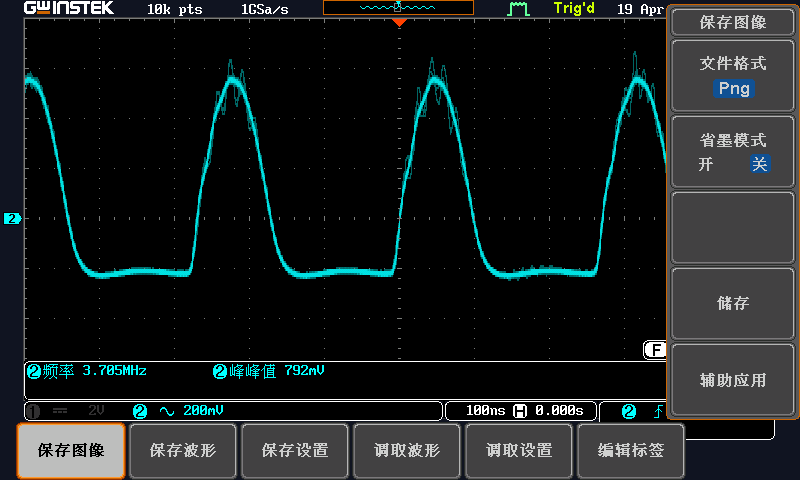 GWINSTEK 10k pts 1GSa/s Trig'd 19 Apr
保存图像
文件格式
Png
省墨模式
开 关
2
储存
F
2频率 3.705MHz 2峰峰值 792mV
辅助应用
1 2V 2 200mV 100ns H 0.000s 2
保存图像 保存波形 保存设置 调取波形 调取设置 编辑标签